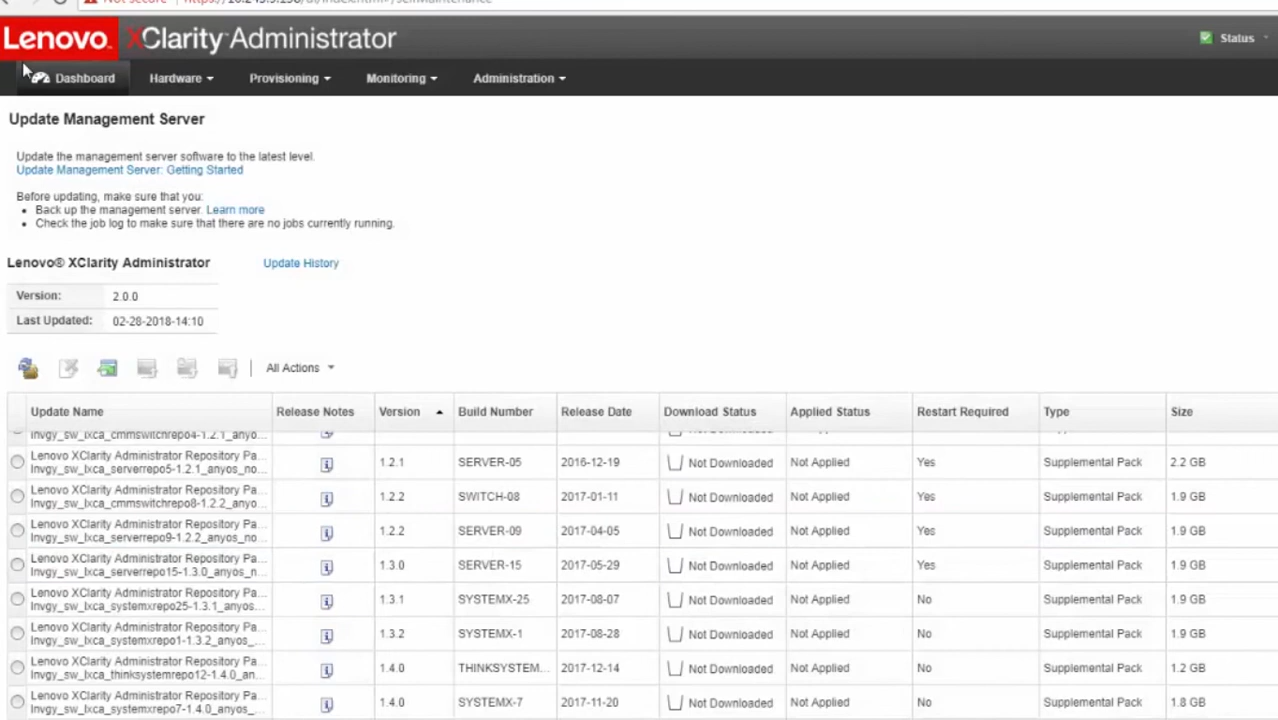 Lenovo XClarity Administrator
Status
Dashboard Hardware Provisioning Monitoring Administration
Update Management Server
Update the management server software to the latest level.
Update Management Server: Getting Started
Before updating, make sure that you:
Back up the management server. Learn more
Check the job log to make sure that there are no jobs currently running.
Lenovo® XClarity Administrator Update History
Version: 2.0.0
Last Updated: 02-28-2018-14:10
All Actions
Update Name Release Notes Version Build Number Release Date Download Status Applied Status Restart Required Type Size
lnvgy_sw_lxca_cmmswitchrepo4-1.2.1_anyos...
Lenovo XClarity Administrator Repository Pa...
lnvgy_sw_lxca_serverrepo5-1.2.1_anyos_no...
1.2.1 SERVER-05 2016-12-19 Not Downloaded Not Applied Yes Supplemental Pack 2.2 GB
Lenovo XClarity Administrator Repository Pa...
lnvgy_sw_lxca_cmmswitchrepo8-1.2.2_anyo...
1.2.2 SWITCH-08 2017-01-11 Not Downloaded Not Applied Yes Supplemental Pack 1.9 GB
Lenovo XClarity Administrator Repository Pa...
lnvgy_sw_lxca_serverrepo9-1.2.2_anyos_no...
1.2.2 SERVER-09 2017-04-05 Not Downloaded Not Applied Yes Supplemental Pack 1.9 GB
Lenovo XClarity Administrator Repository Pa...
lnvgy_sw_lxca_serverrepo15-1.3.0_anyos_n...
1.3.0 SERVER-15 2017-05-29 Not Downloaded Not Applied Yes Supplemental Pack 1.9 GB
Lenovo XClarity Administrator Repository Pa...
lnvgy_sw_lxca_systemxrepo25-1.3.1_anyos...
1.3.1 SYSTEMX-25 2017-08-07 Not Downloaded Not Applied No Supplemental Pack 1.9 GB
Lenovo XClarity Administrator Repository Pa...
lnvgy_sw_lxca_systemxrepo1-1.3.2_anyos_...
1.3.2 SYSTEMX-1 2017-08-28 Not Downloaded Not Applied No Supplemental Pack 1.9 GB
Lenovo XClarity Administrator Repository Pa...
lnvgy_sw_lxca_thinksystemrepo12-1.4.0_an...
1.4.0 THINKSYSTEM... 2017-12-14 Not Downloaded Not Applied No Supplemental Pack 1.2 GB
Lenovo XClarity Administrator Repository Pa...
lnvgy_sw_lxca_systemxrepo7-1.4.0_anyos_...
1.4.0 SYSTEMX-7 2017-11-20 Not Downloaded Not Applied No Supplemental Pack 1.8 GB